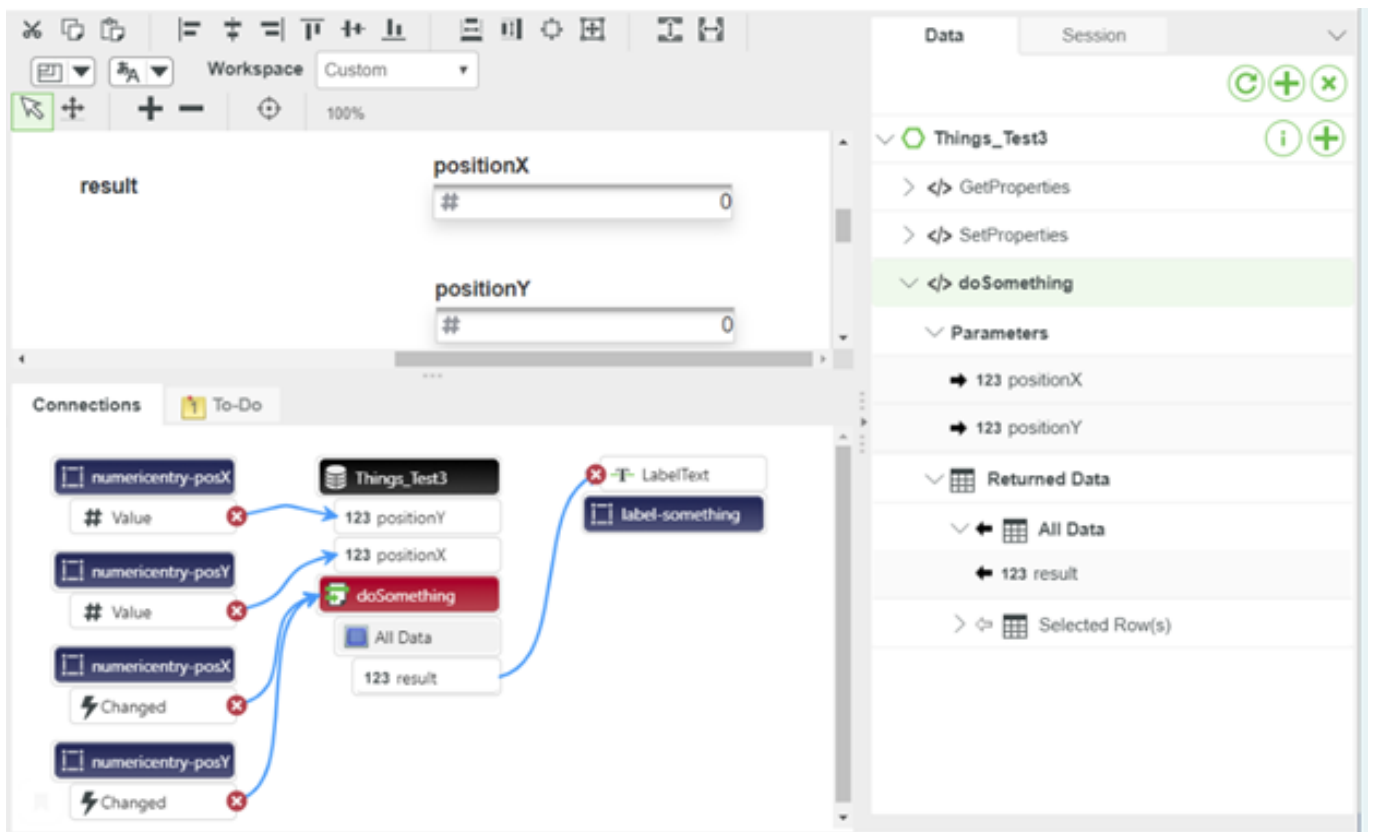 Workspace Custom
100%
result
positionX
# 0
positionY
# 0
Connections To-Do
numericentry-posX
# Value
numericentry-posY
# Value
numericentry-posX
Changed
numericentry-posY
Changed
Things_Test3
123 positionY
123 positionX
doSomething
All Data
123 result
LabelText
label-something
Data Session
Things_Test3
</> GetProperties
</> SetProperties
</> doSomething
Parameters
123 positionX
123 positionY
Returned Data
All Data
123 result
Selected Row(s)